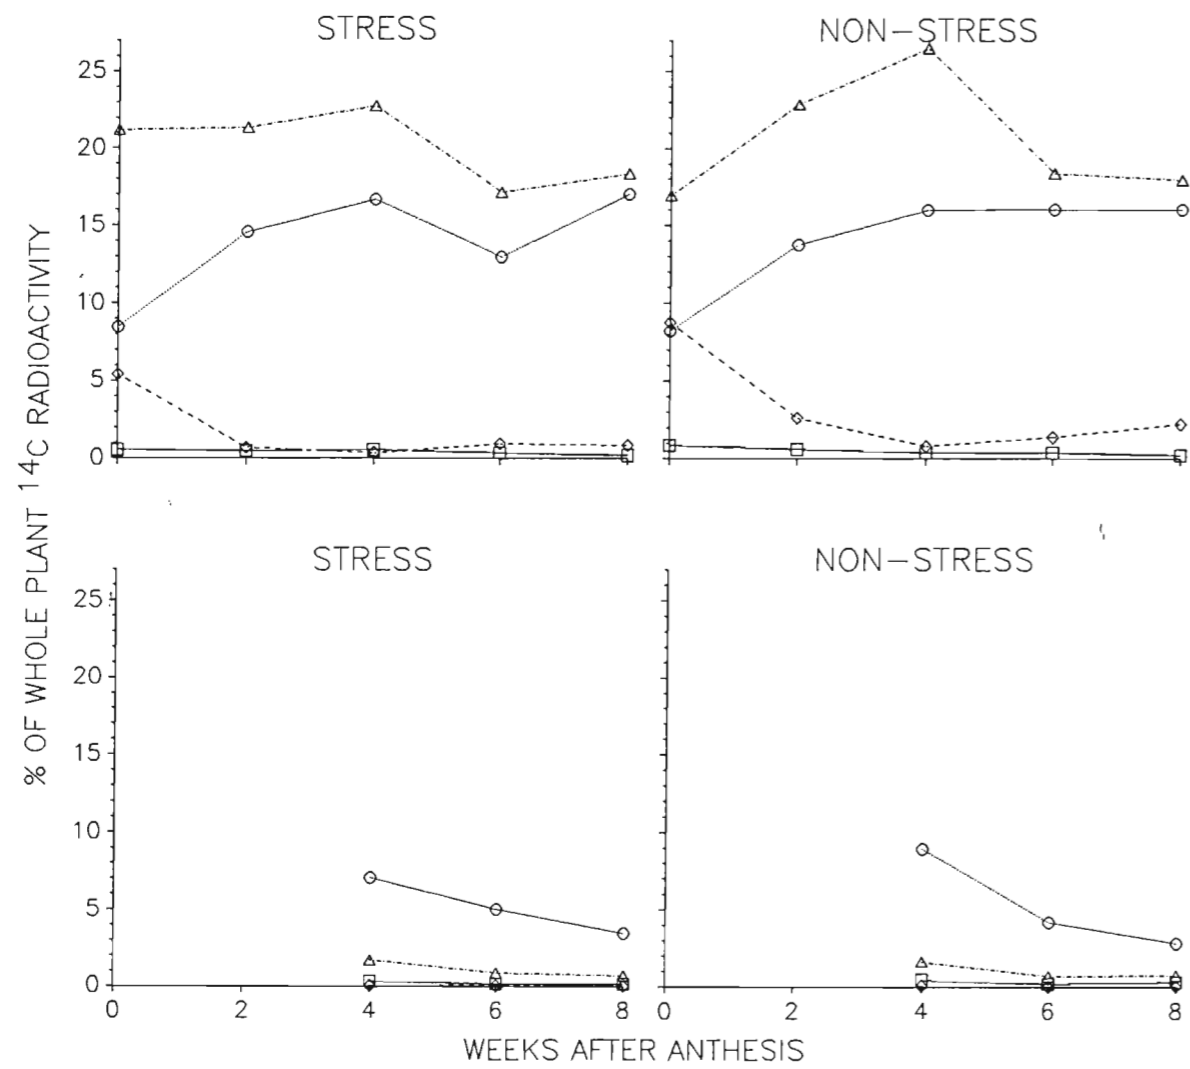 STRESS
NON-STRESS
25
20
15
10
5
0
% OF WHOLE PLANT 14C RADIOACTIVITY
STRESS
NON-STRESS
25
20
15
10
5
0
0 2 4 6 8
0 2 4 6 8
WEEKS AFTER ANTHESIS